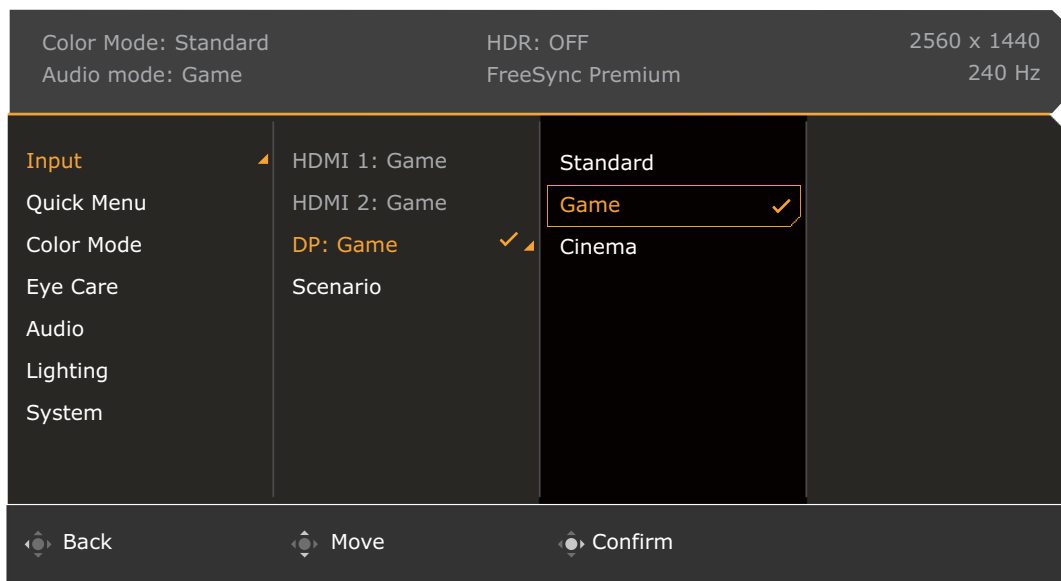 Color Mode: Standard
HDR: OFF
2560 x 1440
Audio mode: Game
FreeSync Premium
240 Hz
Input
Quick Menu
Color Mode
Eye Care
Audio
Lighting
System
HDMI 1: Game
HDMI 2: Game
DP: Game
Scenario
Standard
Game
Cinema
Back
Move
Confirm